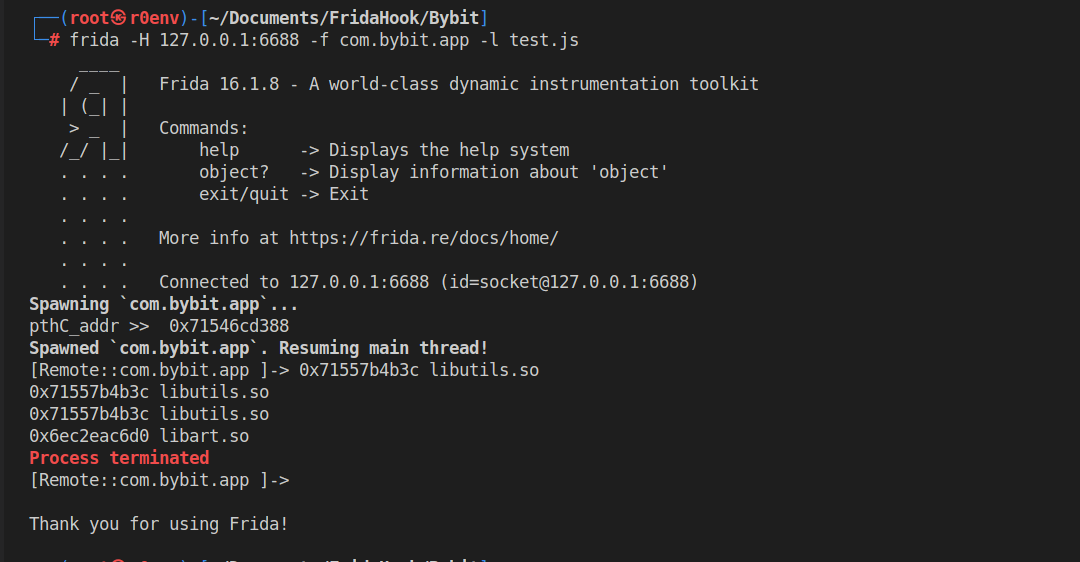 ┌──(root㉿r0env)-[~/Documents/FridaHook/Bybit]
└─# frida -H 127.0.0.1:6688 -f com.bybit.app -l test.js
     ____
    / _  |   Frida 16.1.8 - A world-class dynamic instrumentation toolkit
   | (_| |
    > _  |   Commands:
   /_/ |_|       help      -> Displays the help system
   . . . .       object?   -> Display information about 'object'
   . . . .       exit/quit -> Exit
   . . . .
   . . . .   More info at https://frida.re/docs/home/
   . . . .
   . . . .   Connected to 127.0.0.1:6688 (id=socket@127.0.0.1:6688)
Spawning `com.bybit.app`...
pthC_addr >>  0x71546cd388
Spawned `com.bybit.app`. Resuming main thread!
[Remote::com.bybit.app ]-> 0x71557b4b3c libutils.so
0x71557b4b3c libutils.so
0x71557b4b3c libutils.so
0x6ec2eac6d0 libart.so
Process terminated
[Remote::com.bybit.app ]->
Thank you for using Frida!